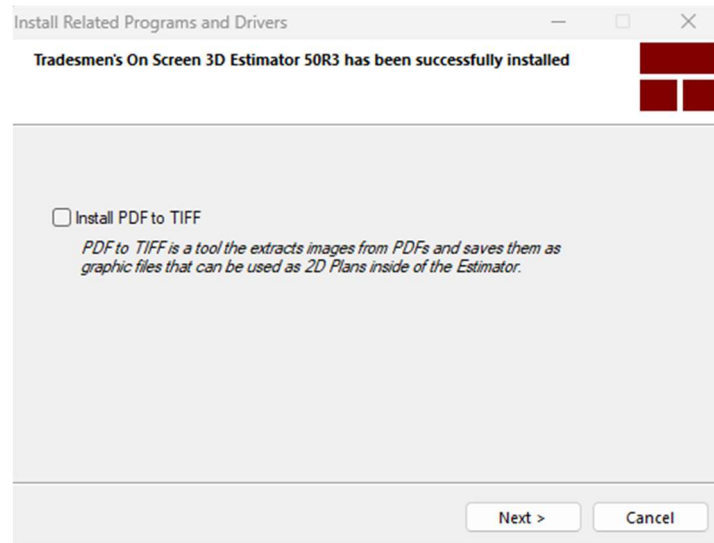 Install Related Programs and Drivers
Tradesmen's On Screen 3D Estimator 50R3 has been successfully installed
Install PDF to TIFF
PDF to TIFF is a tool the extracts images from PDFs and saves them as
graphic files that can be used as 2D Plans inside of the Estimator.
Next >
Cancel